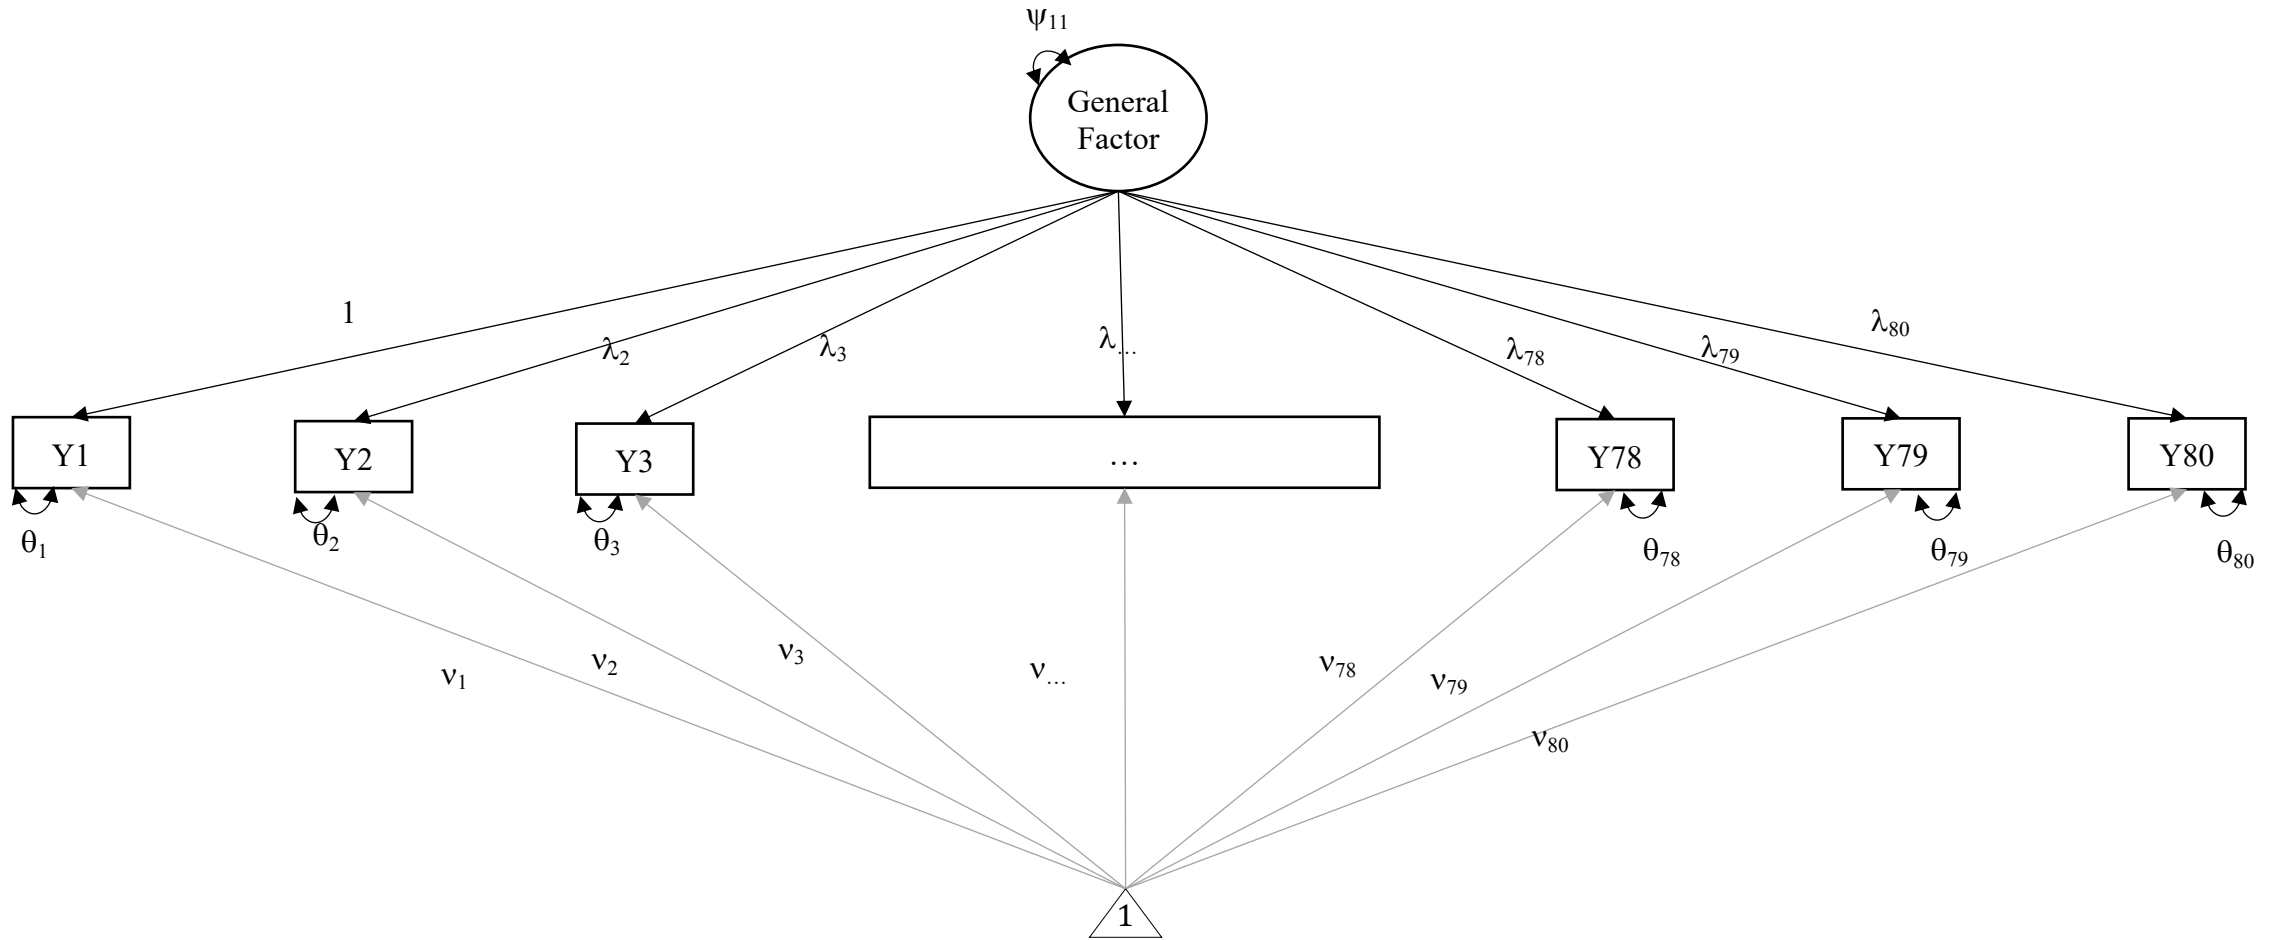 ψ₁₁
General
Factor
1
λ₂
λ₃
λ…
λ₇₈
λ₇₉
λ₈₀
Y1
Y2
Y3
…
Y78
Y79
Y80
θ₁
θ₂
θ₃
θ₇₈
θ₇₉
θ₈₀
ν₁
ν₂
ν₃
ν…
ν₇₈
ν₇₉
ν₈₀
1